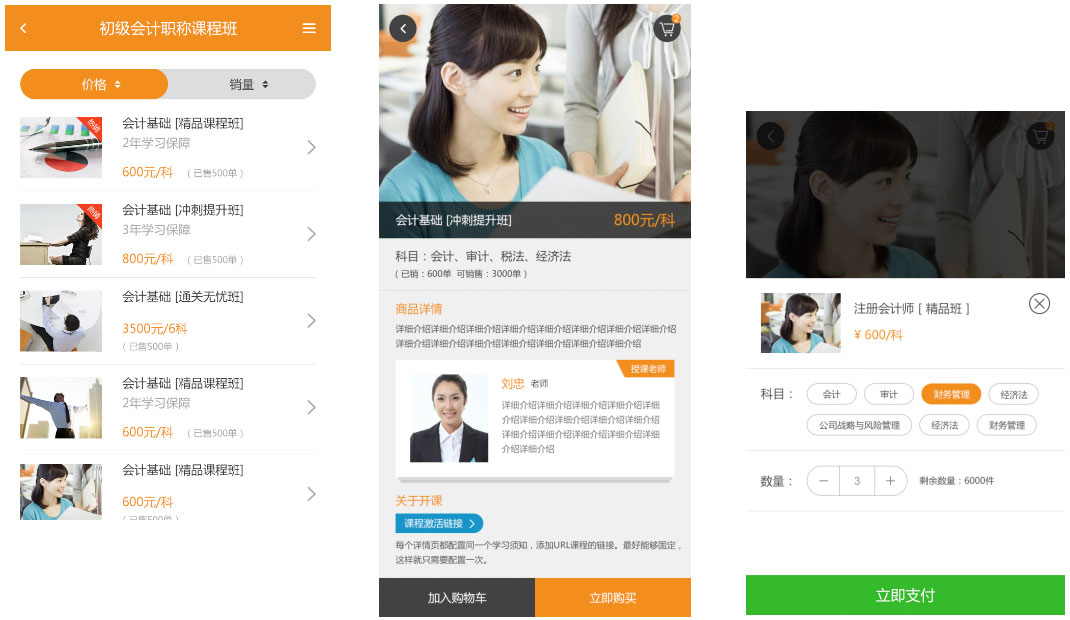 初级会计职称课程班
价格
销量
热销
会计基础 [精品课程班]
2年学习保障
600元/科 ( 已售500单 )
热销
会计基础 [冲刺提升班]
3年学习保障
800元/科 ( 已售500单 )
会计基础 [通关无忧班]
3500元/6科
( 已售500单 )
会计基础 [精品课程班]
2年学习保障
600元/科 ( 已售500单 )
会计基础 [精品课程班]
600元/科
( 已售500单 )
2
会计基础 [冲刺提升班] 800元/科
科目：会计、审计、税法、经济法
( 已销：600单 可销售：3000单 )
商品详情
详细介绍详细介绍详细介绍详细介绍详细介绍详细介绍详细介绍详细介绍
详细介绍详细介绍详细介绍详细介绍详细介绍详细介绍详细介绍
授课老师
刘忠 老师
详细介绍详细介绍详细介绍详细介绍详细
介绍详细介绍详细介绍详细介绍详细介绍
详细介绍详细介绍详细介绍详细介绍详细
介绍详细介绍
关于开课
课程激活链接
每个详情页都配置同一个学习须知，添加URL课程的链接。最好能够固定，
这样就只需要配置一次。
加入购物车
立即购买
注册会计师 [ 精品班 ]
¥ 600/科
科目： 会计 审计 财务管理 经济法
公司战略与风险管理 经济法 财务管理
数量： － 3 ＋ 剩余数量：6000件
立即支付